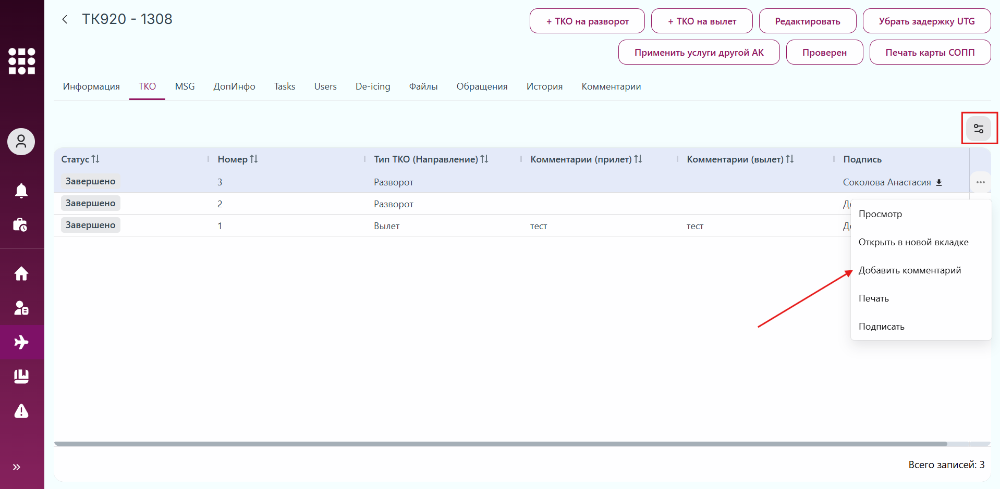 TK920 - 1308
+ ТКО на разворот
+ ТКО на вылет
Редактировать
Убрать задержку UTG
Применить услуги другой АК
Проверен
Печать карты СОПП
Информация
ТКО
MSG
ДопИнфо
Tasks
Users
De-icing
Файлы
Обращения
История
Комментарии
Статус Номер Тип ТКО (Направление) Комментарии (прилет) Комментарии (вылет) Подпись
Завершено 3 Разворот Соколова Анастасия
Завершено 2 Разворот
Завершено 1 Вылет тест тест
Просмотр
Открыть в новой вкладке
Добавить комментарий
Печать
Подписать
Всего записей: 3